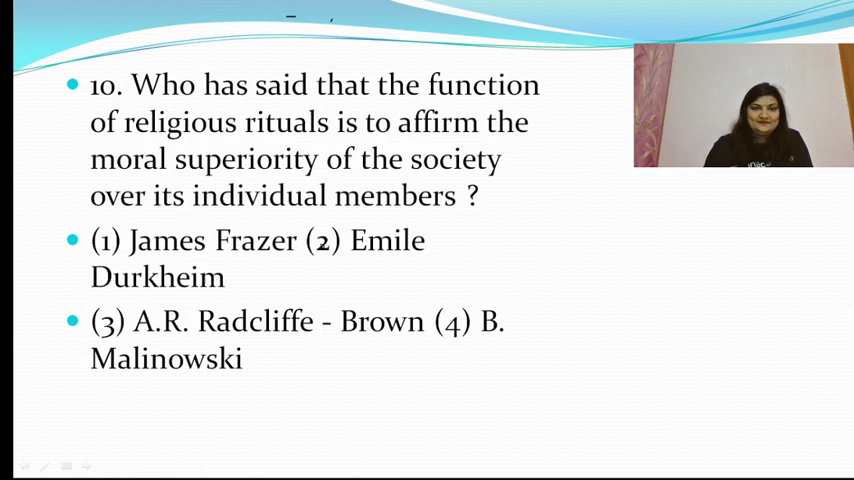 10. Who has said that the function
of religious rituals is to affirm the
moral superiority of the society
over its individual members ?
(1) James Frazer (2) Emile
Durkheim
(3) A.R. Radcliffe - Brown (4) B.
Malinowski